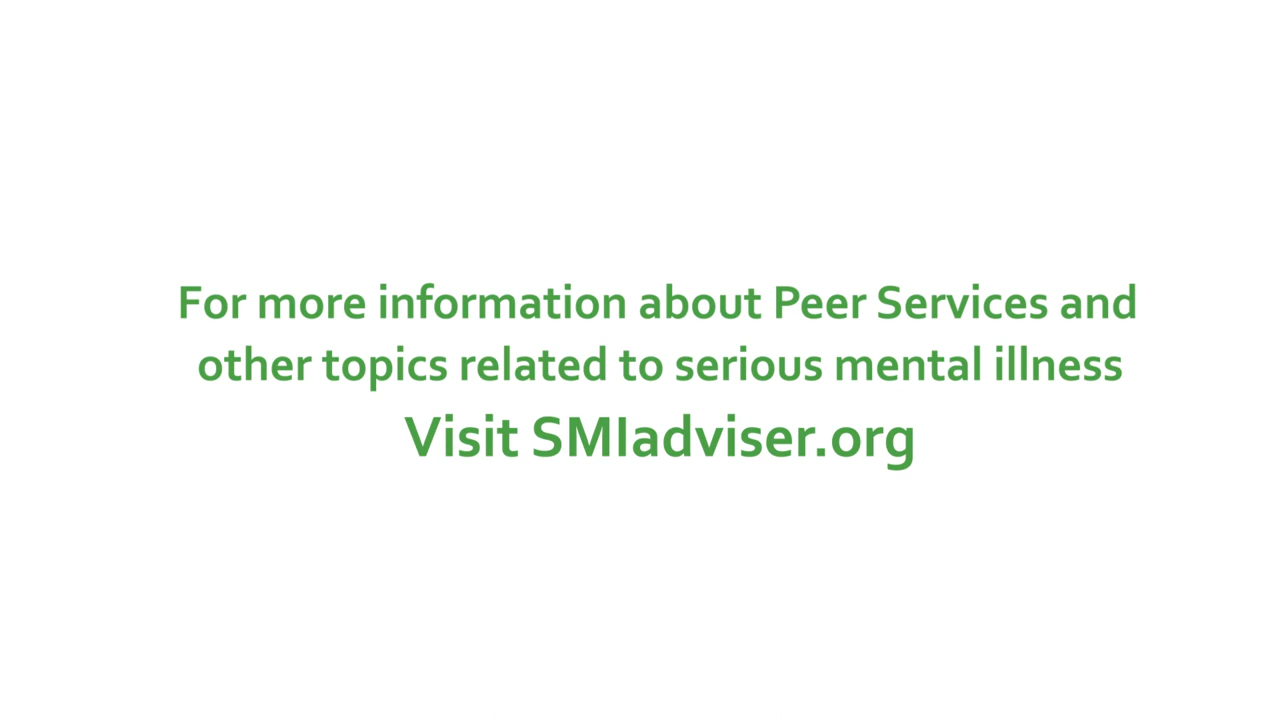 For more information about Peer Services and
other topics related to serious mental illness
Visit SMIadviser.org